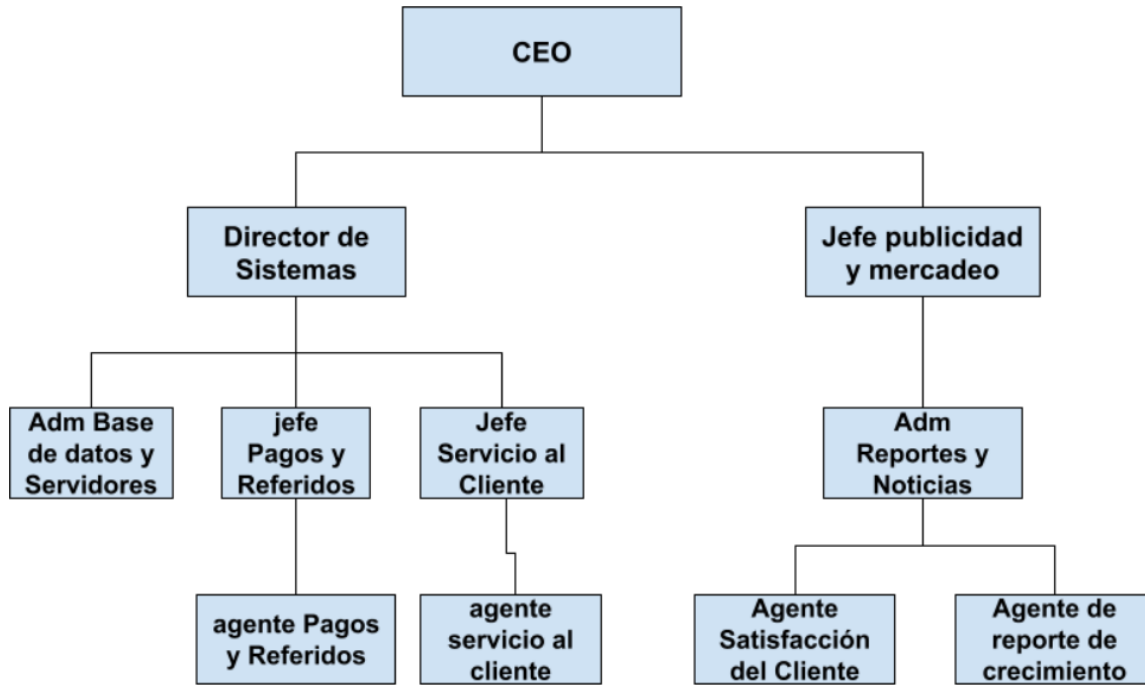 CEO
Director de
Sistemas
Jefe publicidad
y mercadeo
Adm Base
de datos y
Servidores
jefe
Pagos y
Referidos
Jefe
Servicio al
Cliente
Adm
Reportes y
Noticias
agente Pagos
y Referidos
agente
servicio al
cliente
Agente
Satisfacción
del Cliente
Agente de
reporte de
crecimiento